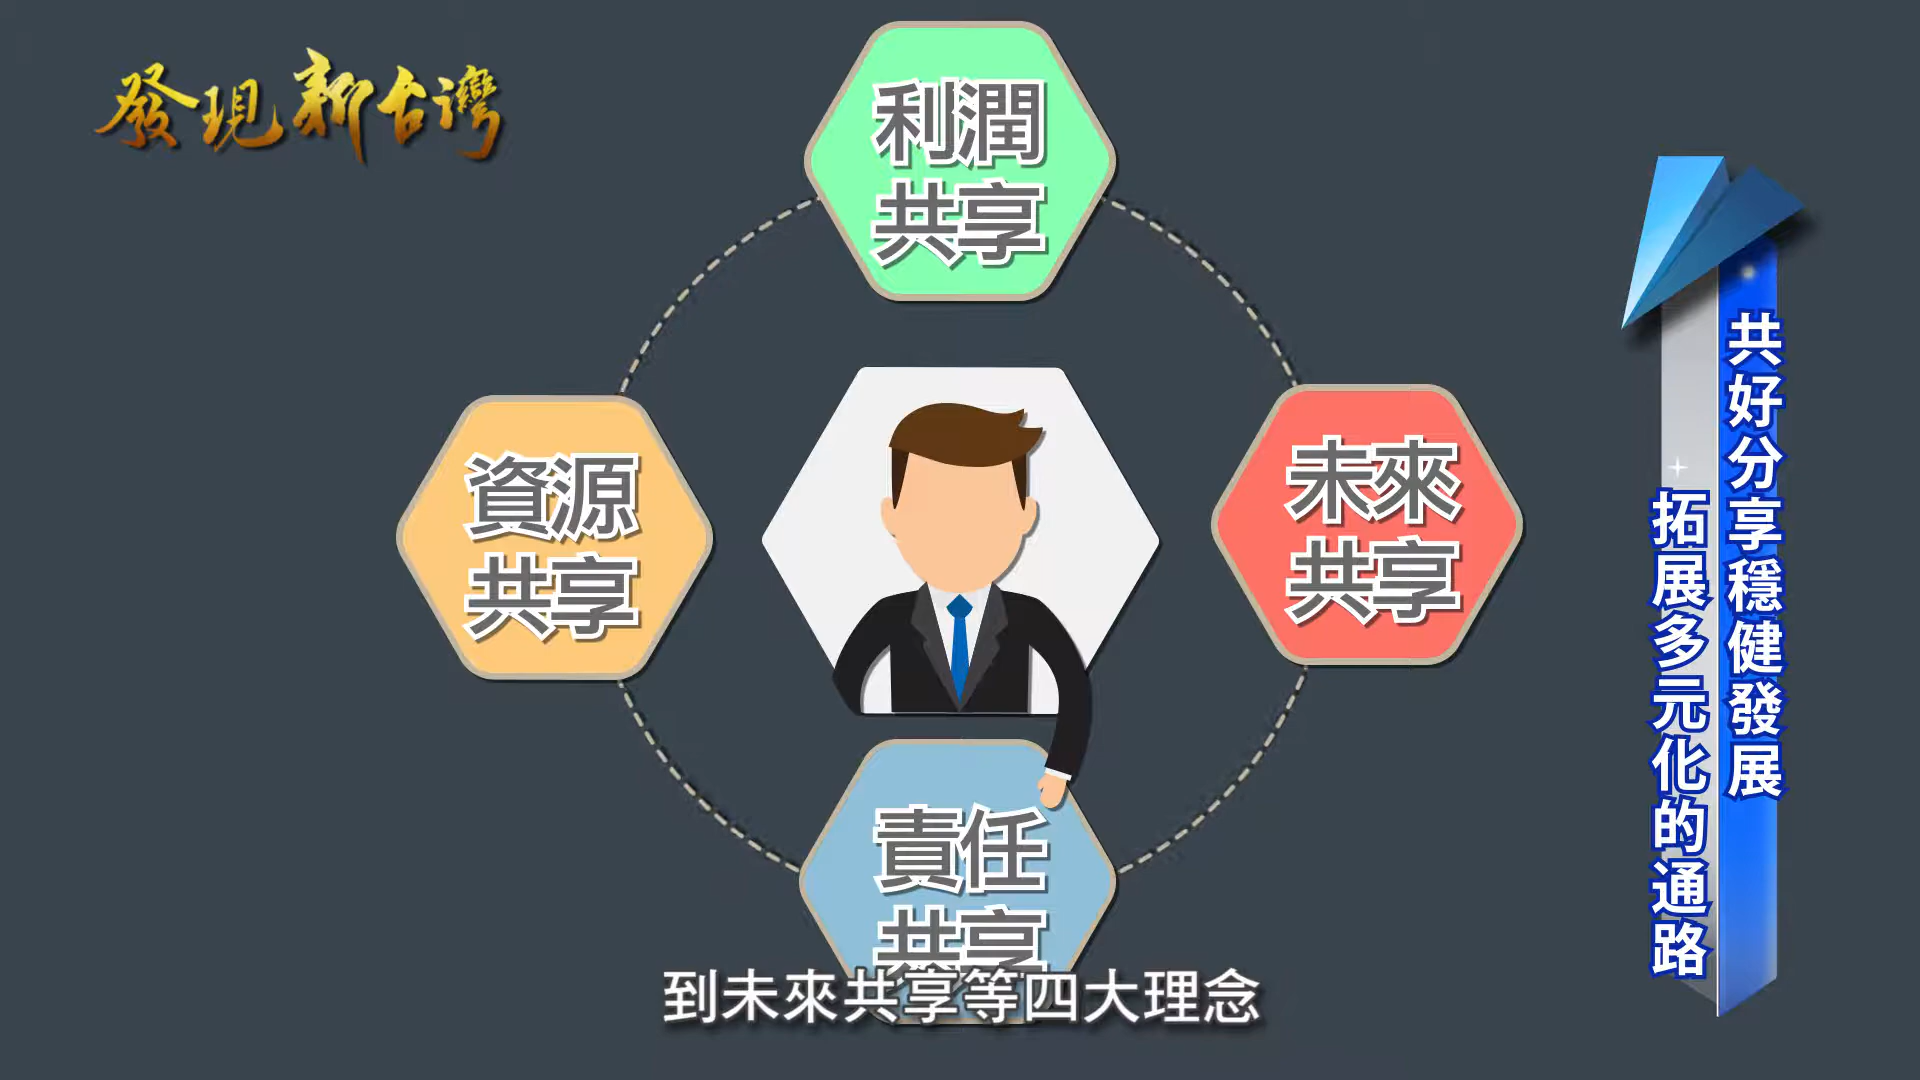 發現新台灣
利潤
共享
資源
共享
未來
共享
責任
共享
共好分享穩健發展
拓展多元化的通路
到未來共享等四大理念